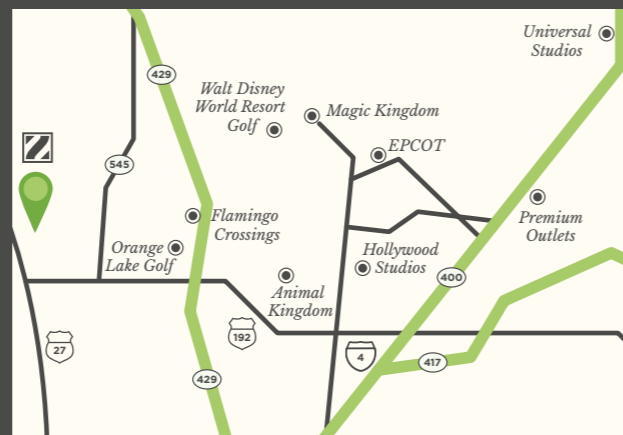 Universal
Studios
429
Walt Disney
World Resort
Golf
Magic Kingdom
EPCOT
545
Flamingo
Crossings
Premium
Outlets
Orange
Lake Golf
Hollywood
Studios
400
Animal
Kingdom
192
27
4
417
429